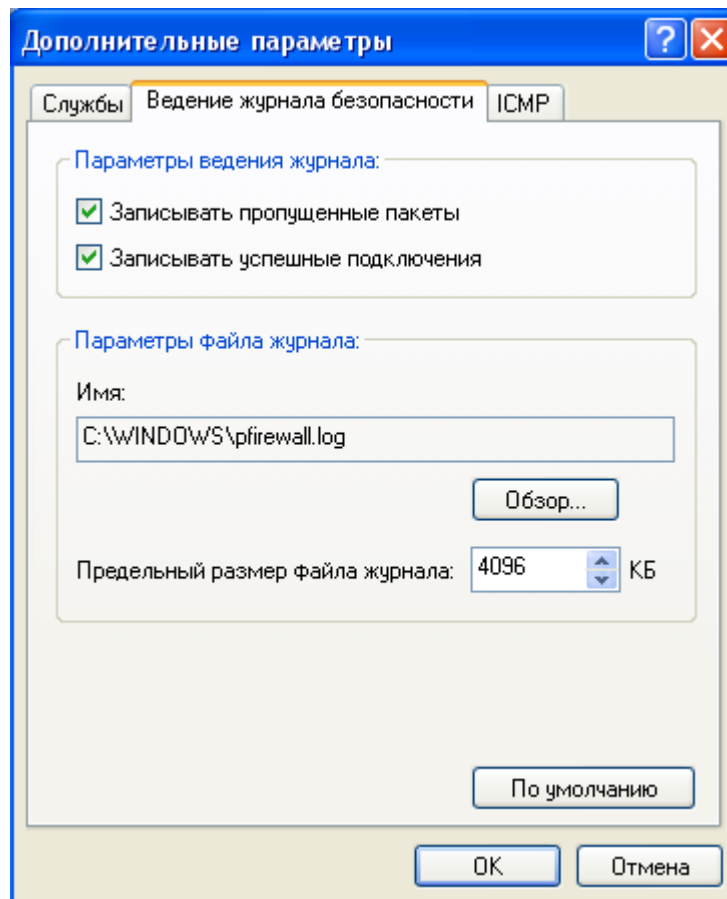 Дополнительные параметры
Службы Ведение журнала безопасности ICMP
Параметры ведения журнала:
Записывать пропущенные пакеты
Записывать успешные подключения
Параметры файла журнала:
Имя:
C:\WINDOWS\pfirewall.log
Обзор...
Предельный размер файла журнала: 4096 КБ
По умолчанию
OK Отмена